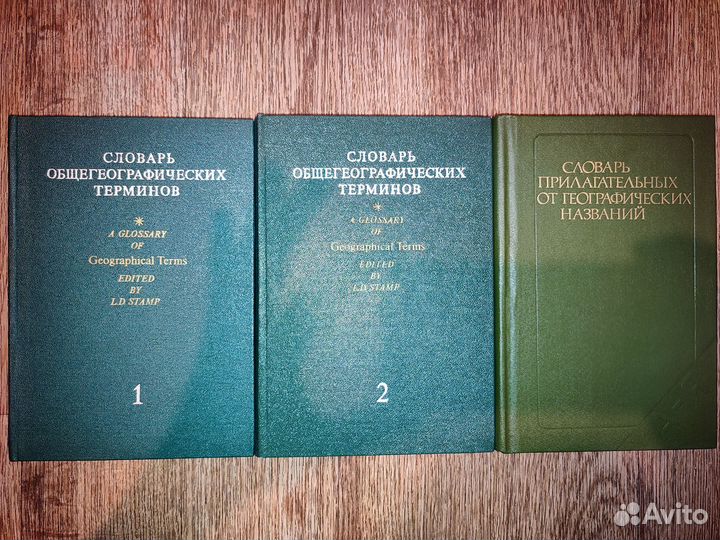 СЛОВАРЬ
ОБЩЕГЕОГРАФИЧЕСКИХ
ТЕРМИНОВ
*
A GLOSSARY
OF
Geographical Terms
EDITED
BY
L.D. STAMP
1
СЛОВАРЬ
ОБЩЕГЕОГРАФИЧЕСКИХ
ТЕРМИНОВ
*
A GLOSSARY
OF
Geographical Terms
EDITED
BY
L.D. STAMP
2
СЛОВАРЬ
ПРИЛАГАТЕЛЬНЫХ
ОТ ГЕОГРАФИЧЕСКИХ
НАЗВАНИЙ
Avito